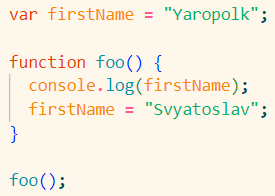 var firstName = "Yaropolk";
function foo() {
  console.log(firstName);
  firstName = "Svyatoslav";
}
foo();